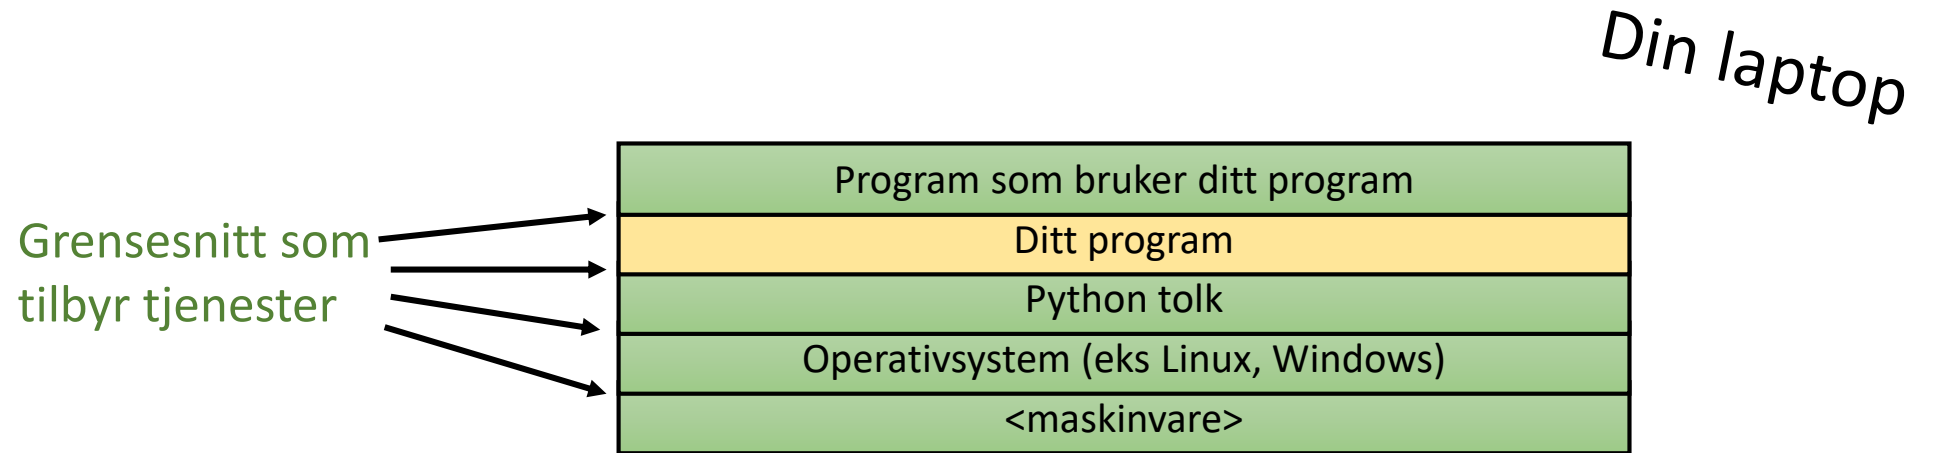 Din laptop
Program som bruker ditt program
Grensesnitt som
tilbyr tjenester
Ditt program
Python tolk
Operativsystem (eks Linux, Windows)
<maskinvare>